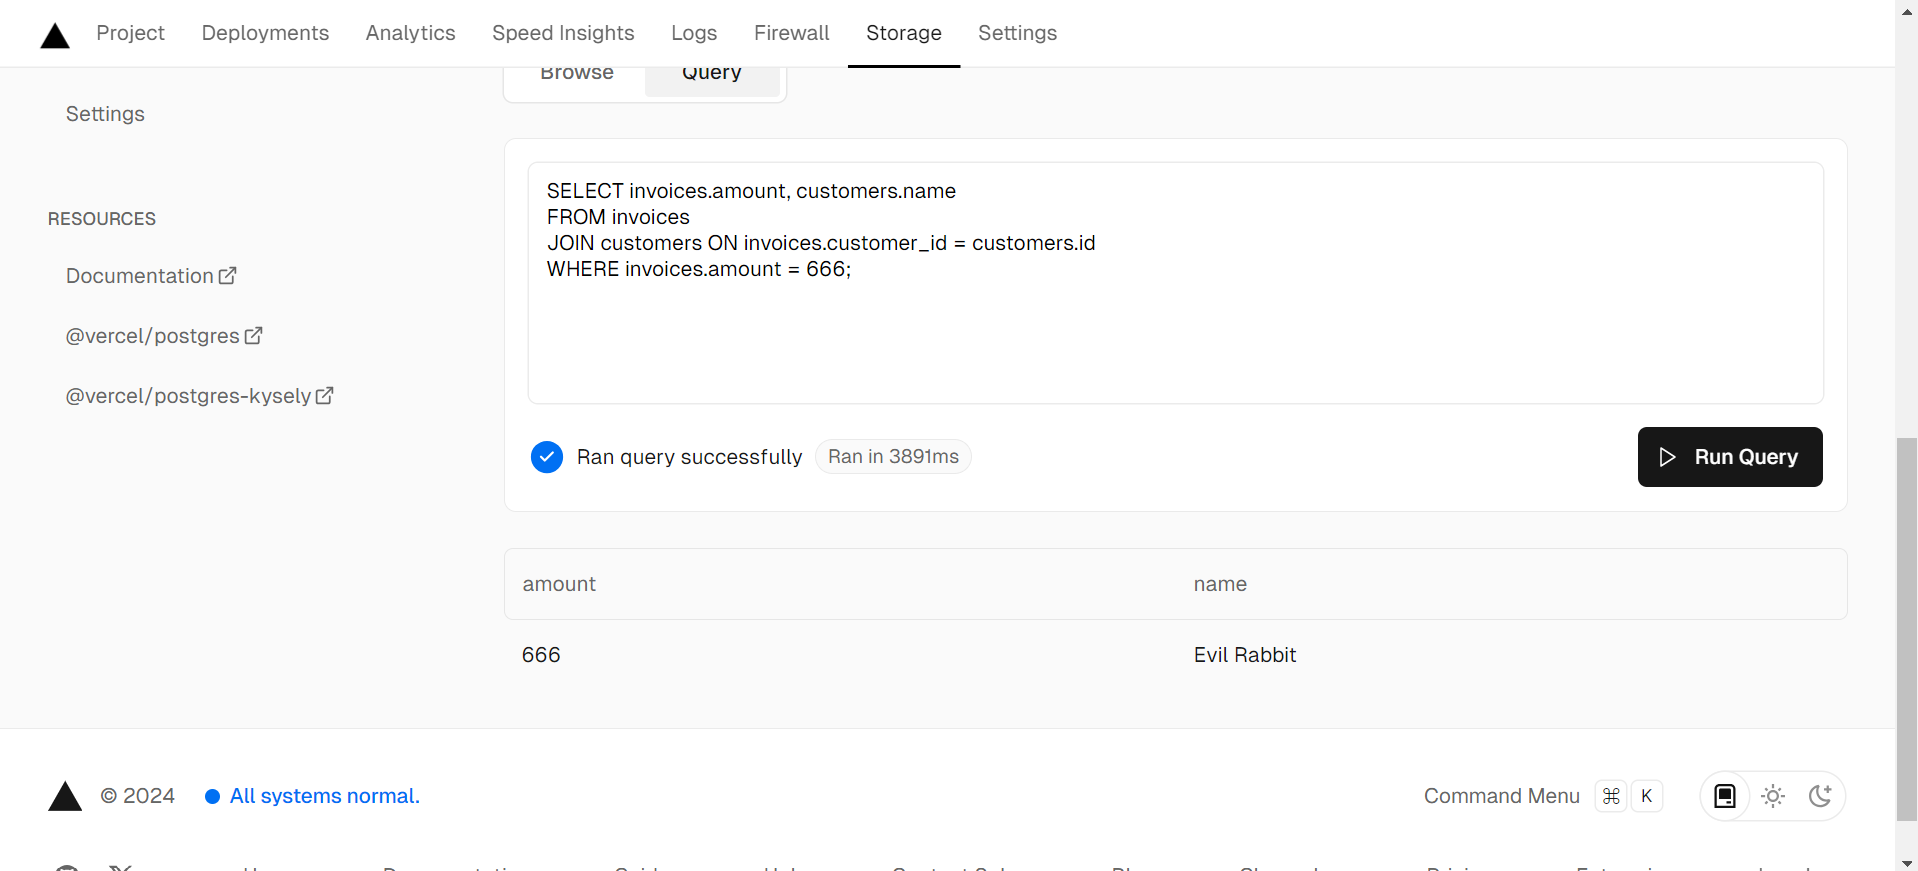 Project Deployments Analytics Speed Insights Logs Firewall Storage Settings
Browse Query
Settings
RESOURCES
Documentation
@vercel/postgres
@vercel/postgres-kysely
SELECT invoices.amount, customers.name
FROM invoices
JOIN customers ON invoices.customer_id = customers.id
WHERE invoices.amount = 666;
Ran query successfully Ran in 3891ms
Run Query
amount name
666 Evil Rabbit
© 2024 All systems normal. Command Menu ⌘ K